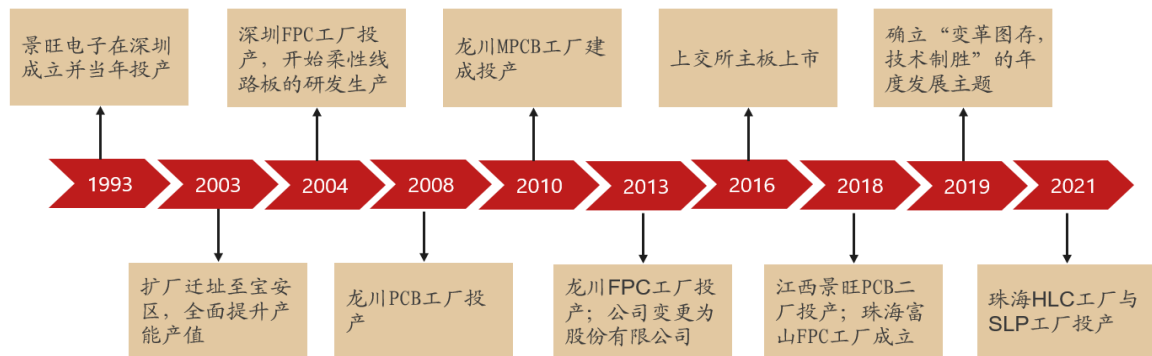 景旺电子在深圳
成立并当年投产
深圳FPC工厂投
产，开始柔性线
路板的研发生产
龙川MPCB工厂建
成投产
上交所主板上市
确立“变革图存，
技术制胜”的年
度发展主题
1993
2003
2004
2008
2010
2013
2016
2018
2019
2021
扩厂迁址至宝安
区，全面提升产
能产值
龙川PCB工厂投
产
龙川FPC工厂投
产；公司变更为
股份有限公司
江西景旺PCB二
厂投产；珠海富
山FPC工厂成立
珠海HLC工厂与
SLP工厂投产